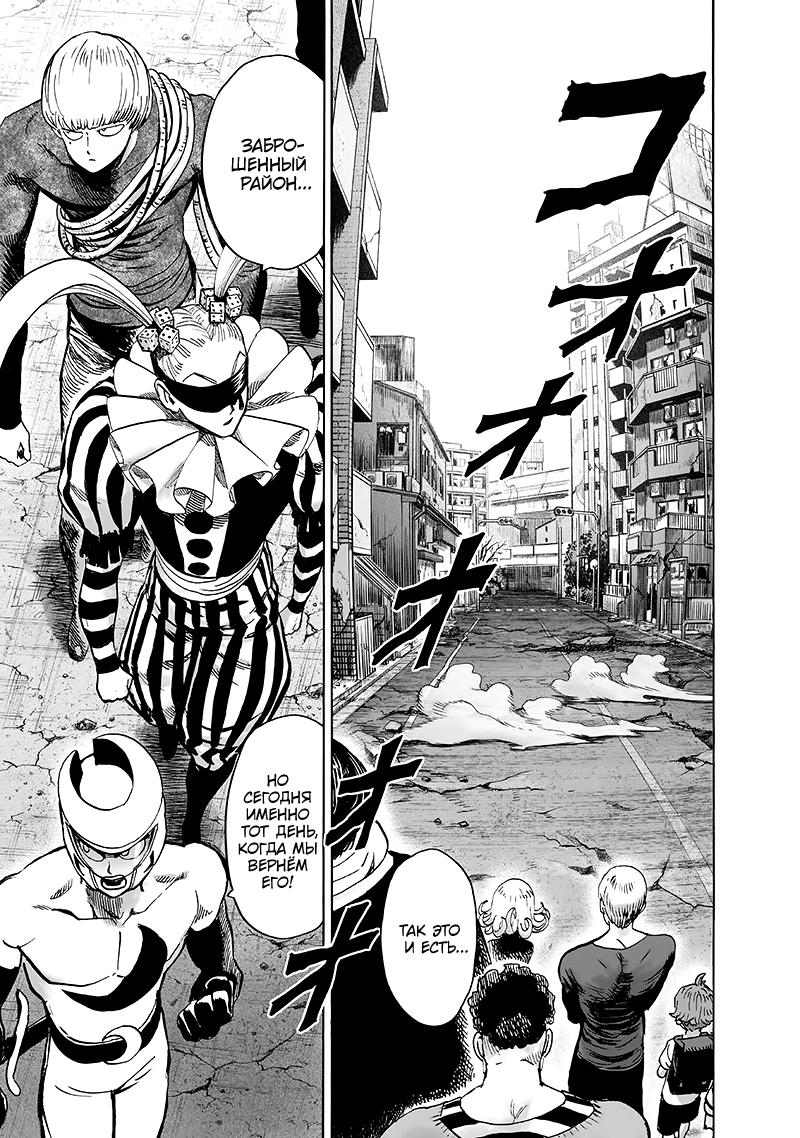 コオオオオオ
ТАК ЭТО
И ЕСТЬ...
ЗАБРО-
ШЕННЫЙ
РАЙОН...
НО
СЕГОДНЯ
ИМЕННО
ТОТ ДЕНЬ,
КОГДА МЫ
ВЕРНЁМ
ЕГО!